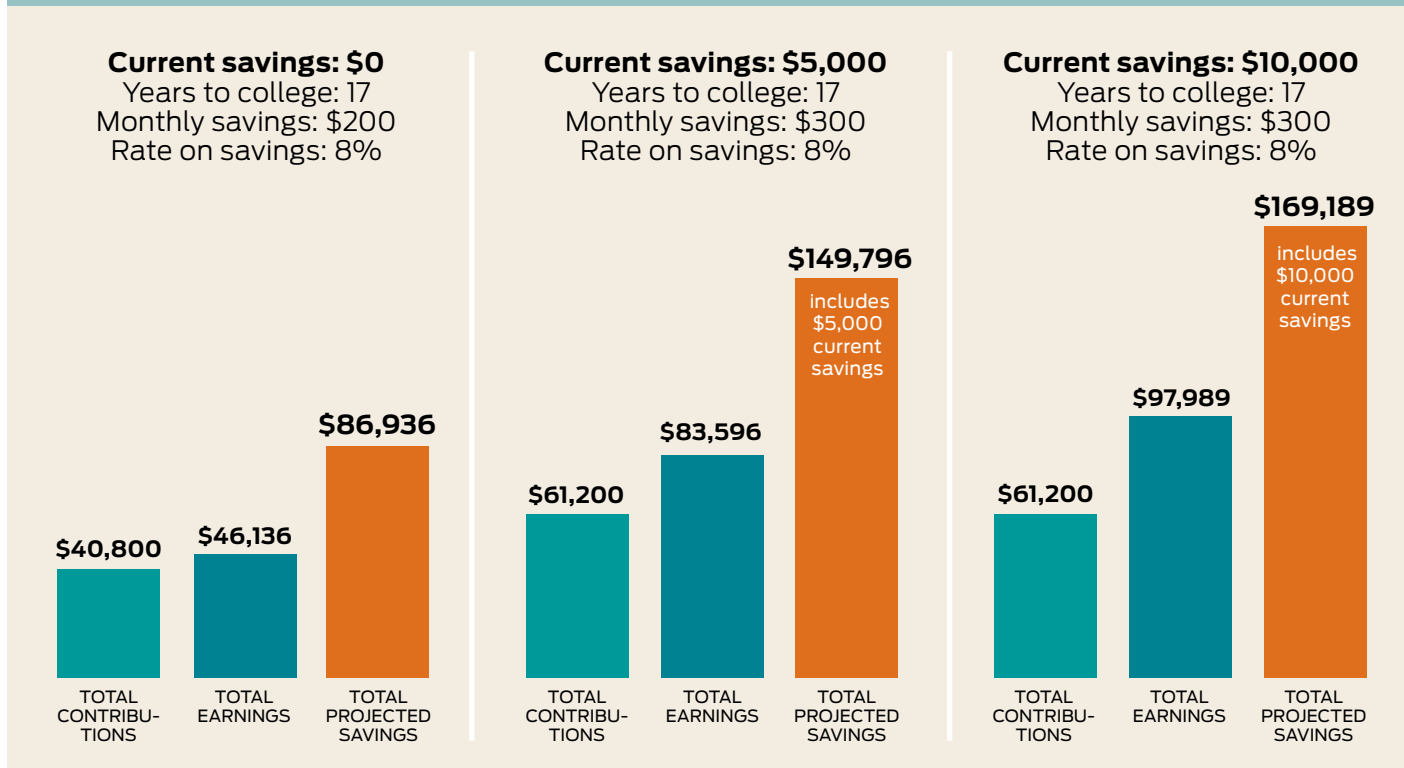 Current savings: $0
Years to college: 17
Monthly savings: $200
Rate on savings: 8%
$40,800
$46,136
$86,936
TOTAL
CONTRIBU-
TIONS
TOTAL
EARNINGS
TOTAL
PROJECTED
SAVINGS
Current savings: $5,000
Years to college: 17
Monthly savings: $300
Rate on savings: 8%
$61,200
$83,596
$149,796
includes
$5,000
current
savings
TOTAL
CONTRIBU-
TIONS
TOTAL
EARNINGS
TOTAL
PROJECTED
SAVINGS
Current savings: $10,000
Years to college: 17
Monthly savings: $300
Rate on savings: 8%
$61,200
$97,989
$169,189
includes
$10,000
current
savings
TOTAL
CONTRIBU-
TIONS
TOTAL
EARNINGS
TOTAL
PROJECTED
SAVINGS